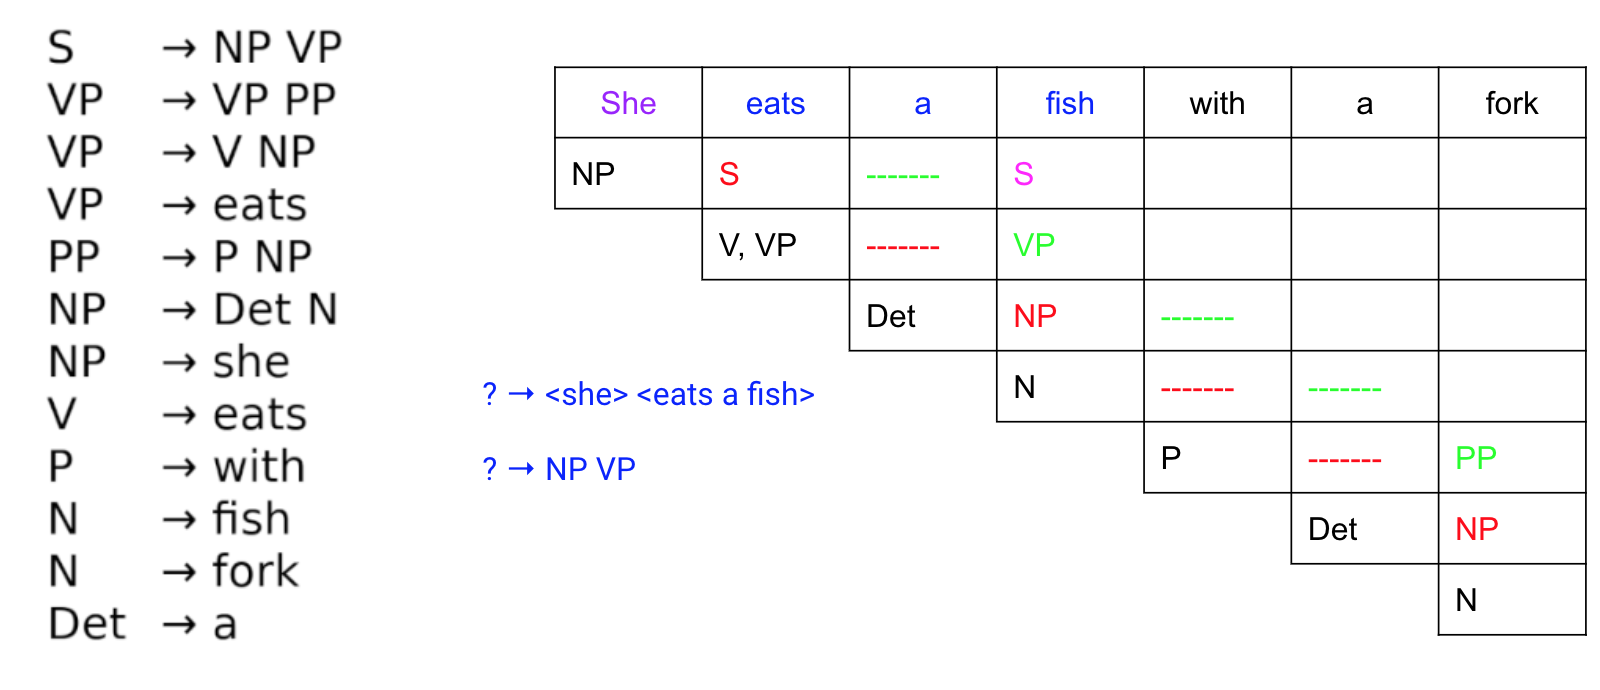 S → NP VP
VP → VP PP
VP → V NP
VP → eats
PP → P NP
NP → Det N
NP → she
V → eats
P → with
N → fish
N → fork
Det → a
? → <she> <eats a fish>
? → NP VP
She eats a fish with a fork
NP S ------- S
V, VP ------- VP
Det NP -------
N ------- -------
P ------- PP
Det NP
N